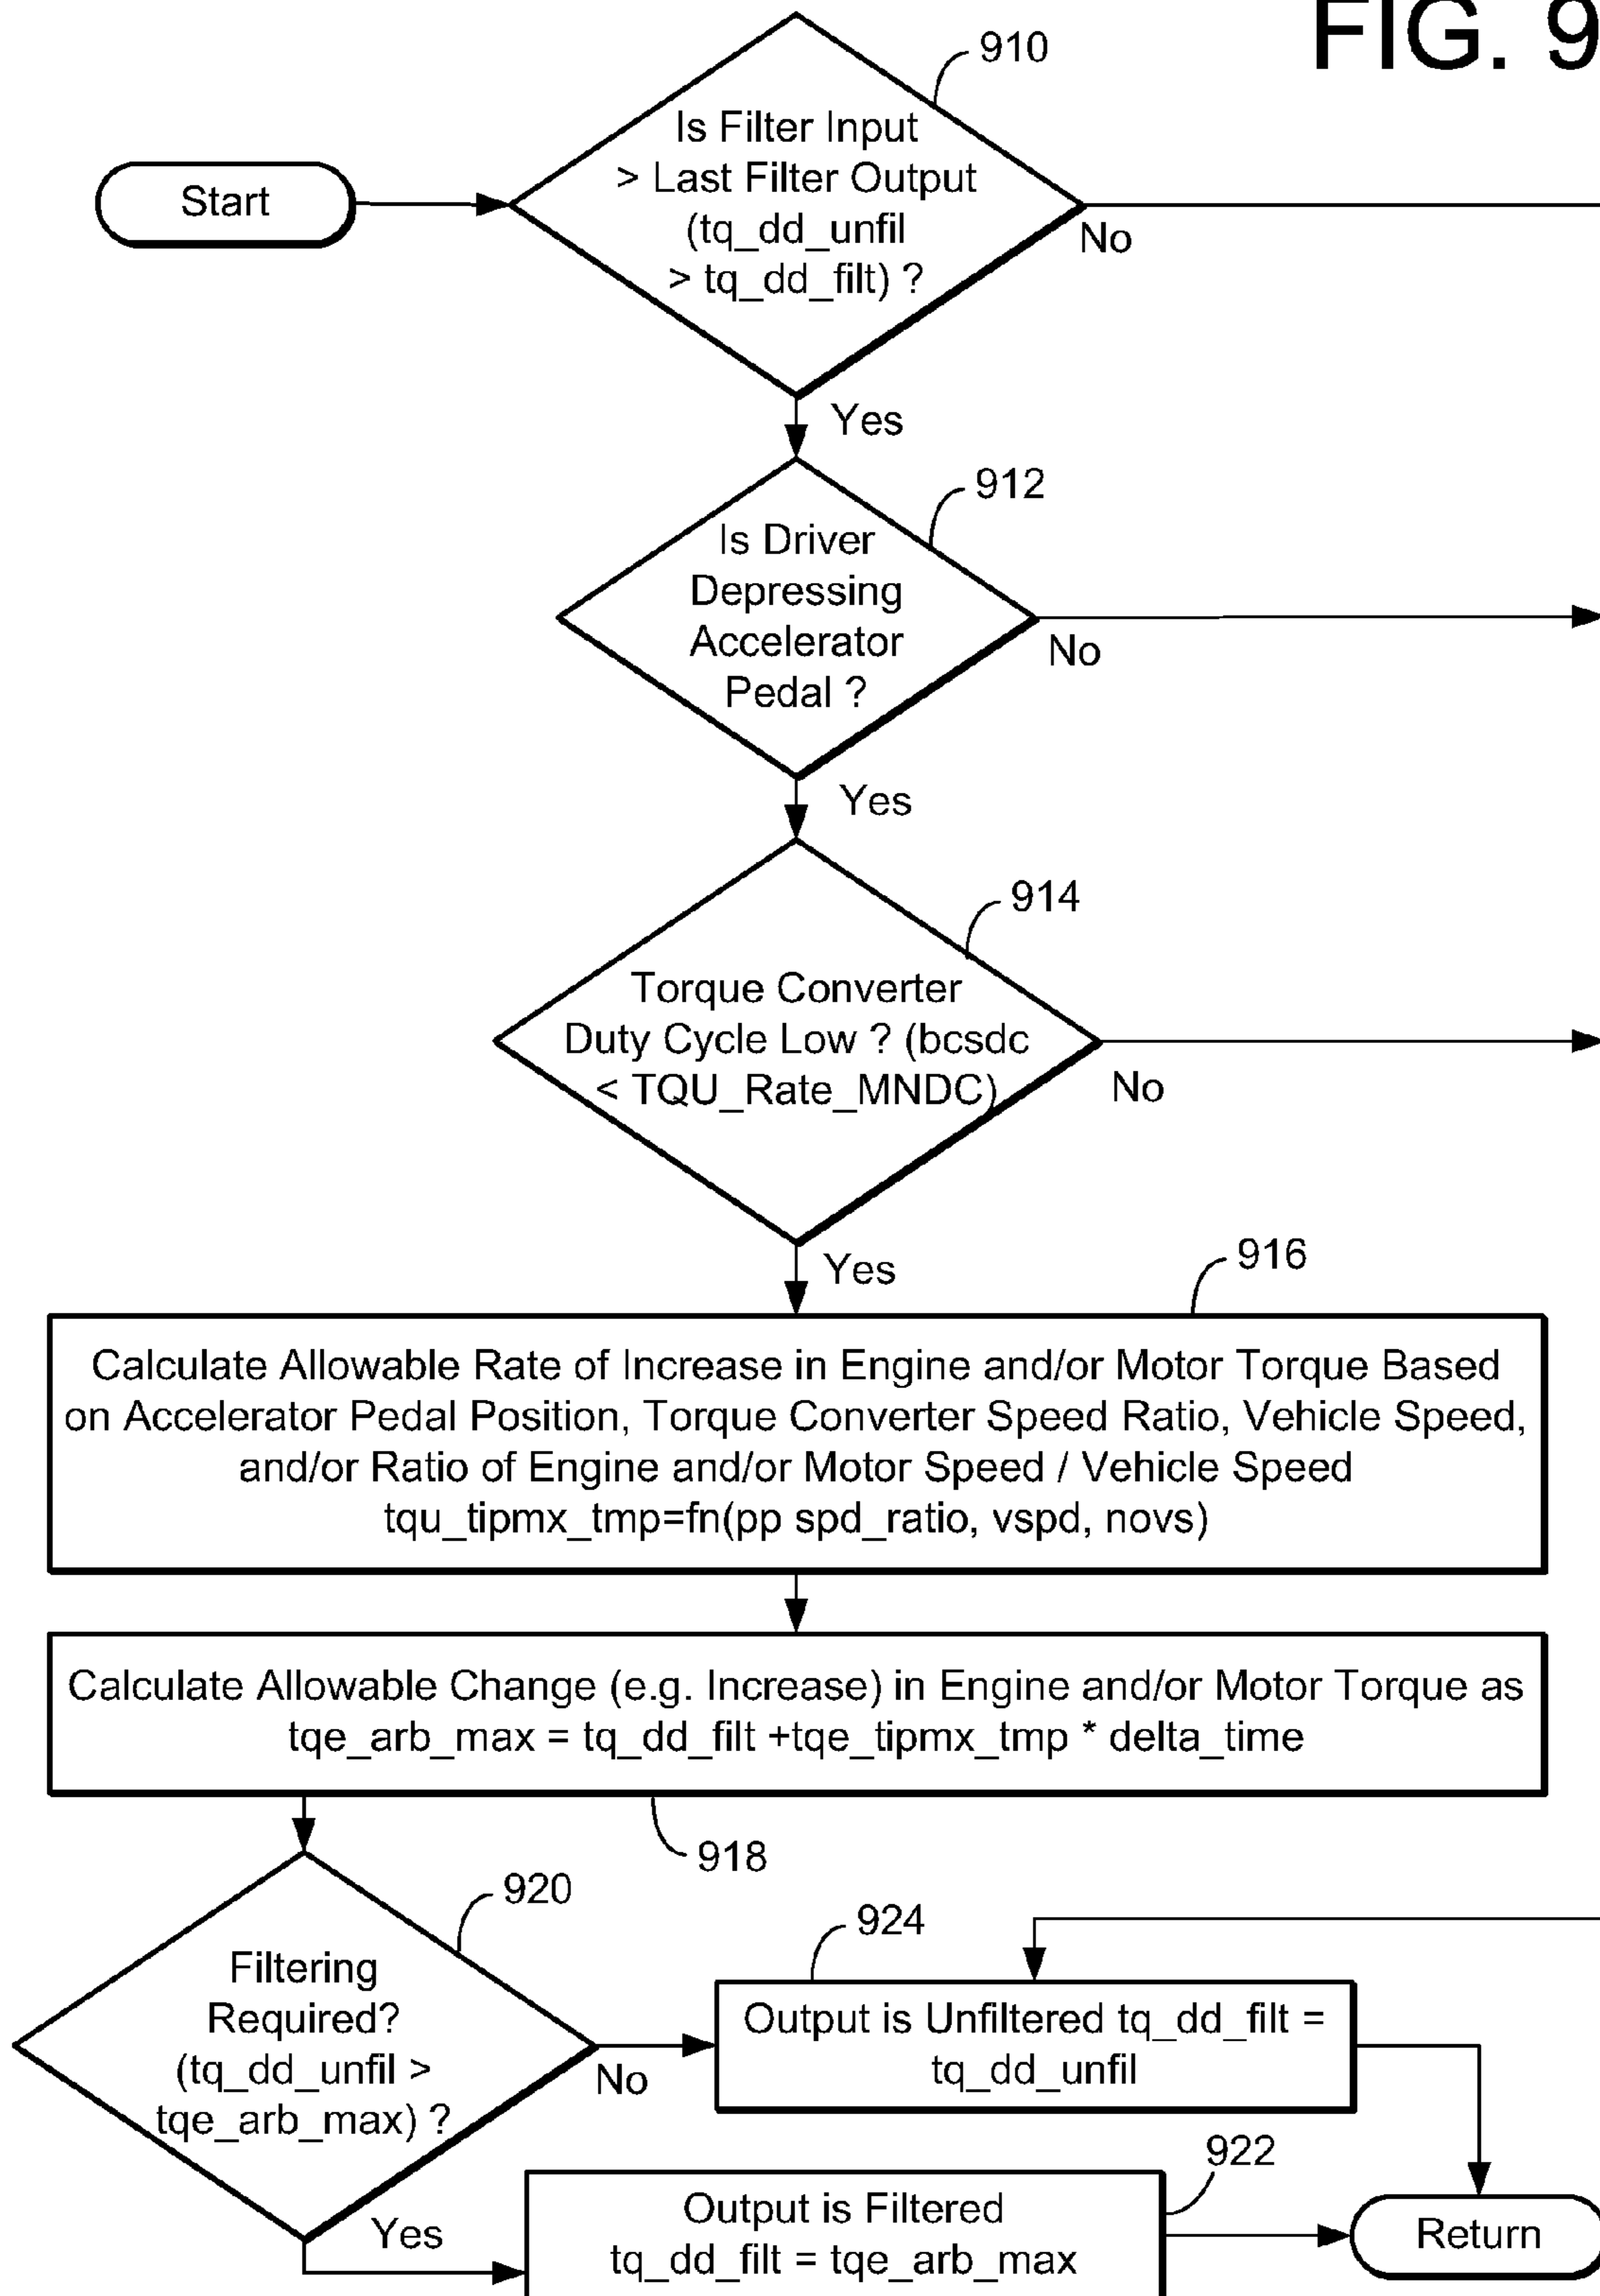 FIG. 9
910
Is Filter Input
> Last Filter Output
(tq_dd_unfil
> tq_dd_filt) ?
Start
No
Yes
912
Is Driver
Depressing
Accelerator
Pedal ?
No
Yes
914
Torque Converter
Duty Cycle Low ? (bcsdc
< TQU_Rate_MNDC)
No
Yes
916
Calculate Allowable Rate of Increase in Engine and/or Motor Torque Based
on Accelerator Pedal Position, Torque Converter Speed Ratio, Vehicle Speed,
and/or Ratio of Engine and/or Motor Speed / Vehicle Speed
tqu_tipmx_tmp=fn(pp spd_ratio, vspd, novs)
Calculate Allowable Change (e.g. Increase) in Engine and/or Motor Torque as
tqe_arb_max = tq_dd_filt +tqe_tipmx_tmp * delta_time
918
920
Filtering
Required?
(tq_dd_unfil >
tqe_arb_max) ?
No
Yes
924
Output is Unfiltered tq_dd_filt =
tq_dd_unfil
922
Output is Filtered
tq_dd_filt = tqe_arb_max
Return